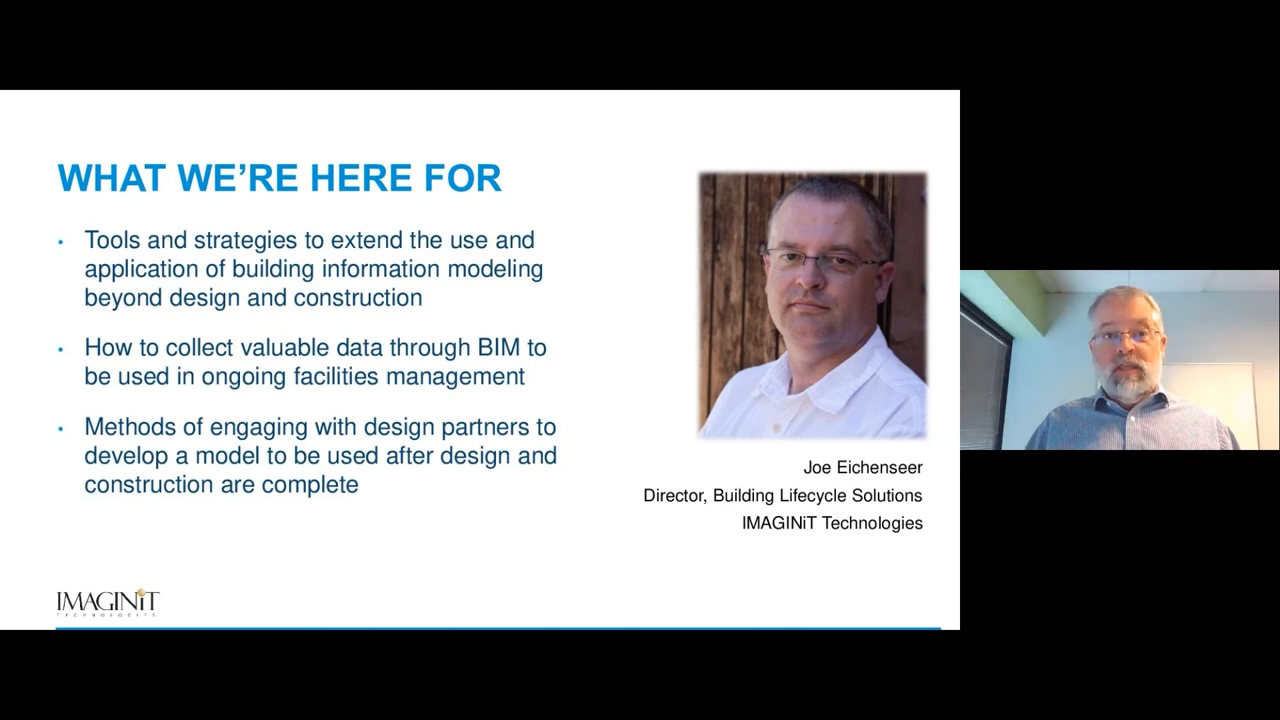 WHAT WE'RE HERE FOR
• Tools and strategies to extend the use and
application of building information modeling
beyond design and construction
• How to collect valuable data through BIM to
be used in ongoing facilities management
• Methods of engaging with design partners to
develop a model to be used after design and
construction are complete
Joe Eichenseer
Director, Building Lifecycle Solutions
IMAGINiT Technologies
IMAGINiT
TECHNOLOGIES